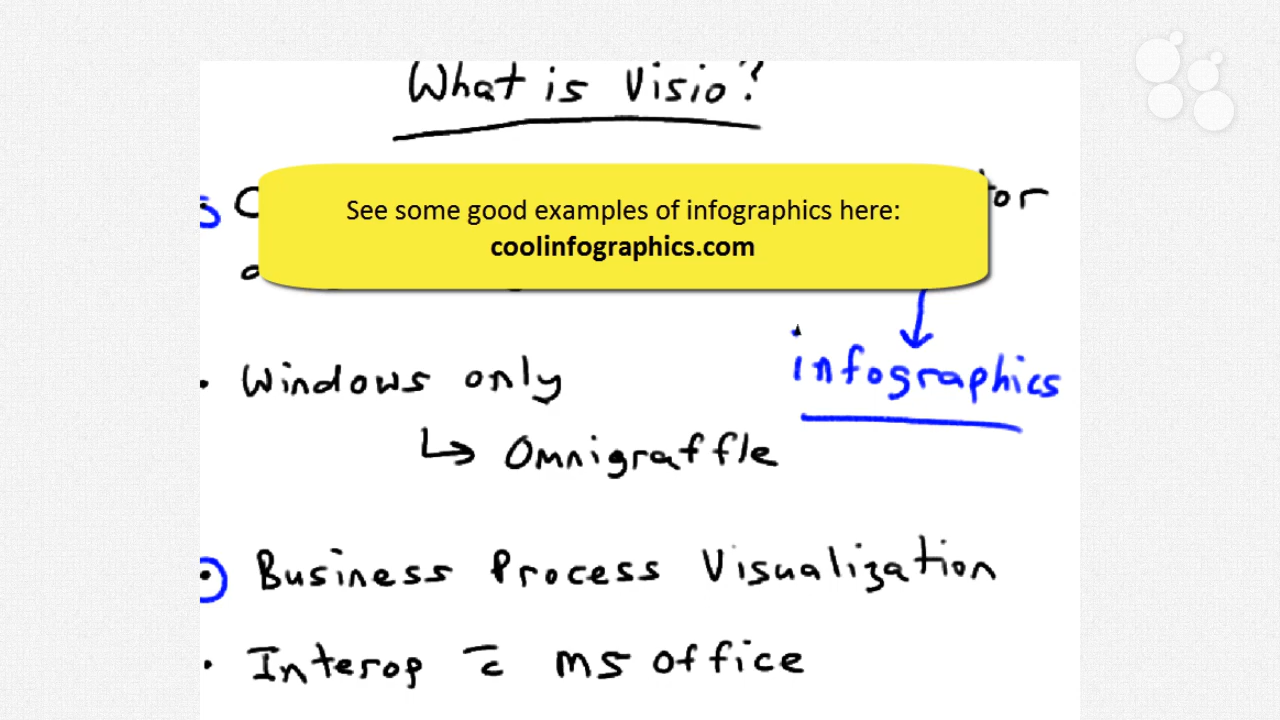 What is Visio?
See some good examples of infographics here:
coolinfographics.com
infographics
• Windows only
↳ Omnigraffle
• Business Process Visualization
• Interop c̄ MS office